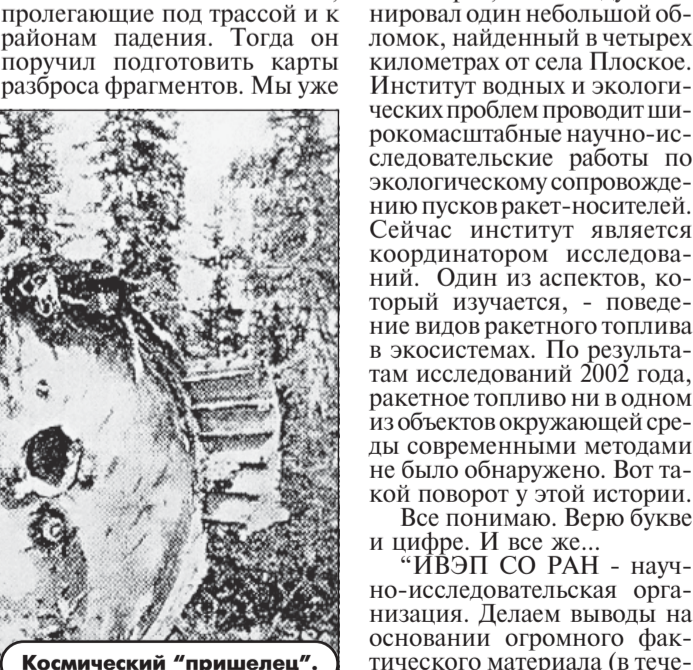 пролегающие под трассой и к
районам падения. Тогда он
поручил подготовить карты
разброса фрагментов. Мы уже
Космический “пришелец”.
нировал один небольшой об-
ломок, найденный в четырех
километрах от села Плоское.
Институт водных и экологи-
ческих проблем проводит ши-
рокомасштабные научно-ис-
следовательские работы по
экологическому сопровожде-
нию пусков ракет-носителей.
Сейчас институт является
координатором исследова-
ний. Один из аспектов, ко-
торый изучается, - поведе-
ние видов ракетного топлива
в экосистемах. По результа-
там исследований 2002 года,
ракетное топливо ни в одном
из объектов окружающей сре-
ды современными методами
не было обнаружено. Вот та-
кой поворот у этой истории.
Все понимаю. Верю букве
и цифре. И все же...
“ИВЭП СО РАН - науч-
но-исследовательская орга-
низация. Делаем выводы на
основании огромного фак-
тического материала (в тече-